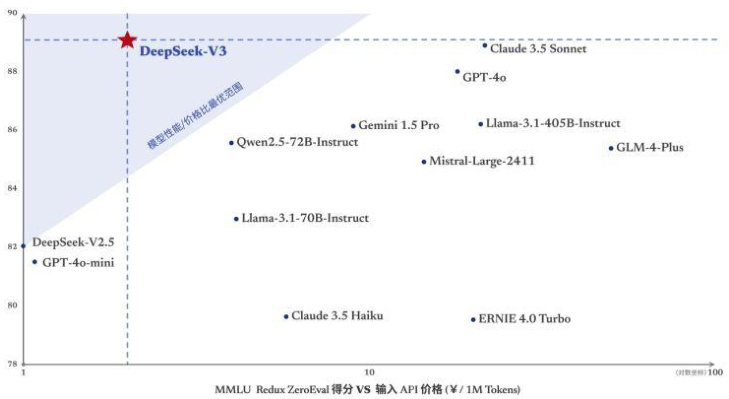 90
Claude 3.5 Sonnet
DeepSeek-V3
88
GPT-4o
模型性能/价格比最优范围
86
Gemini 1.5 Pro
Llama-3.1-405B-Instruct
Qwen2.5-72B-Instruct
GLM-4-Plus
Mistral-Large-2411
84
Llama-3.1-70B-Instruct
DeepSeek-V2.5
82
GPT-4o-mini
80
Claude 3.5 Haiku
ERNIE 4.0 Turbo
78
1
10
(对数坐标) 100
MMLU Redux ZeroEval 得分 VS 输入 API 价格 (¥/ 1M Tokens)